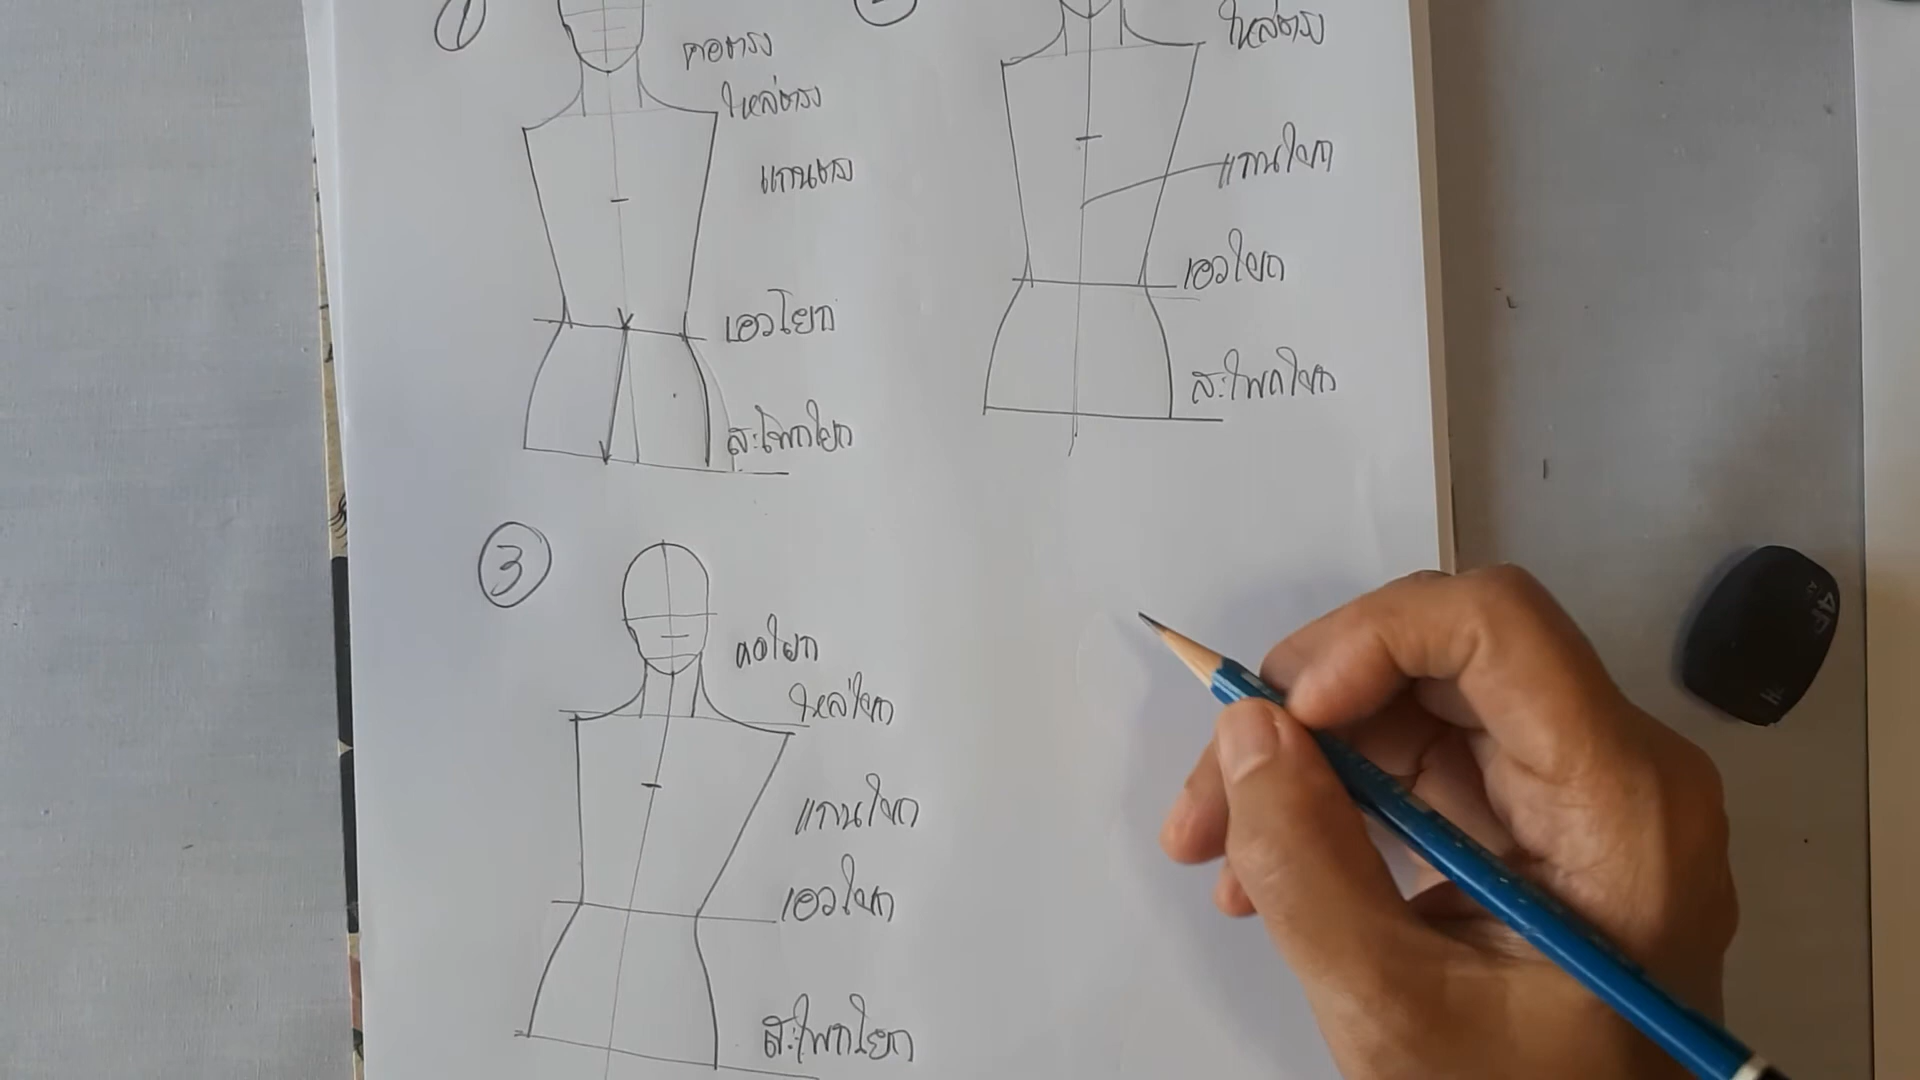 1
คอตรง
ไหล่ตรง
แกนตรง
เอวโยก
สะโพกโยก
ไหล่ตรง
แกนโยก
เอวโยก
สะโพกโยก
3
คอโยก
ไหล่โยก
แกนโยก
เอวโยก
สะโพกโยก